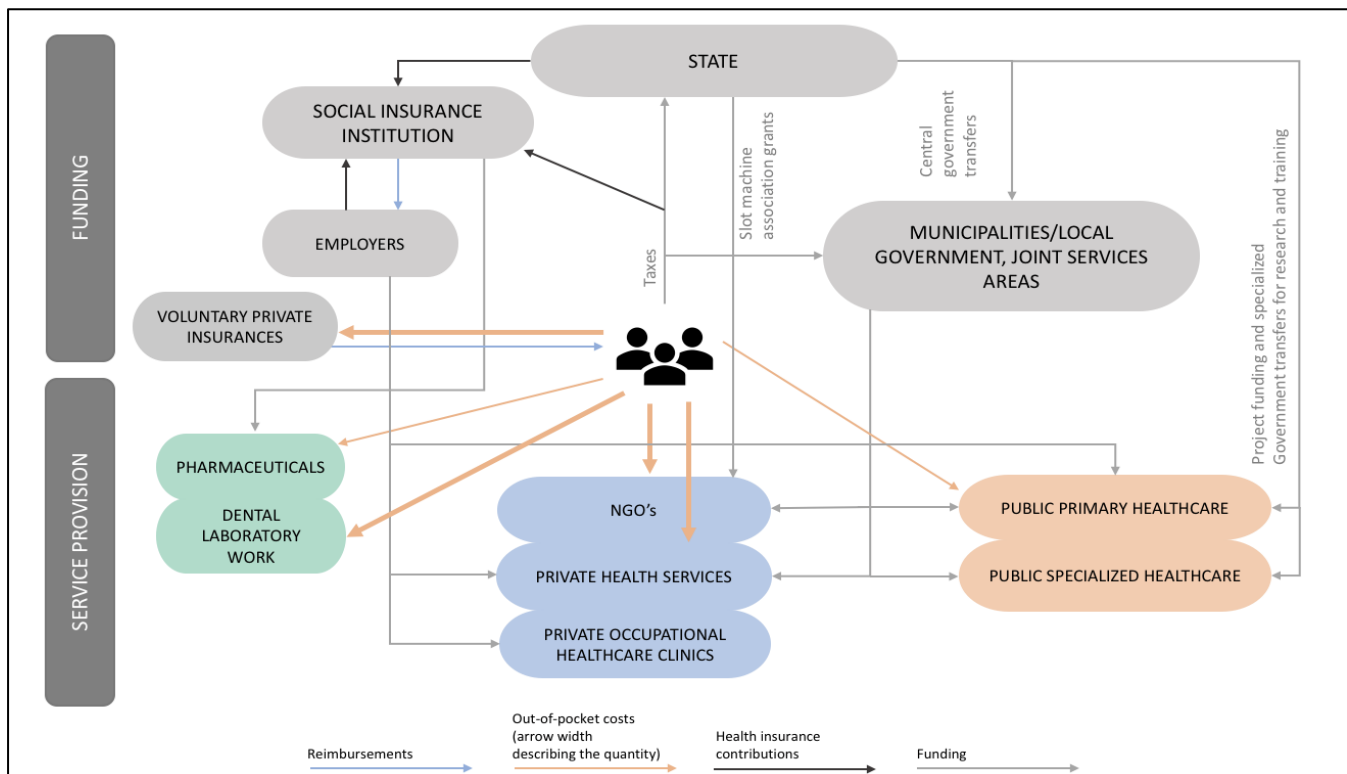 FUNDING
STATE
SOCIAL INSURANCE
INSTITUTION
EMPLOYERS
VOLUNTARY PRIVATE
INSURANCES
Taxes
Slot machine
association grants
Central
government
transfers
MUNICIPALITIES/LOCAL
GOVERNMENT, JOINT SERVICES
AREAS
Project funding and specialized
Government transfers for research and training
SERVICE PROVISION
PHARMACEUTICALS
DENTAL
LABORATORY
WORK
NGO's
PRIVATE HEALTH SERVICES
PRIVATE OCCUPATIONAL
HEALTHCARE CLINICS
PUBLIC PRIMARY HEALTHCARE
PUBLIC SPECIALIZED HEALTHCARE
Reimbursements
Out-of-pocket costs
(arrow width
describing the quantity)
Health insurance
contributions
Funding